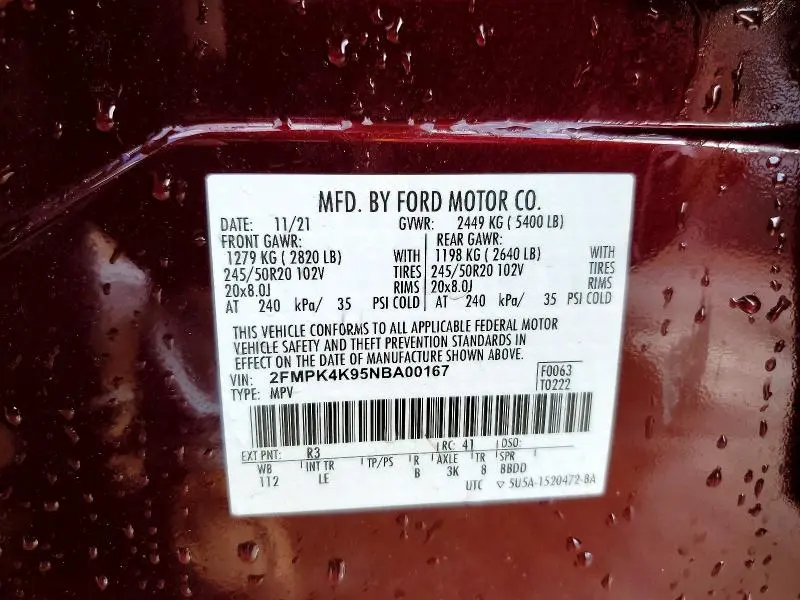 MFD. BY FORD MOTOR CO.
DATE: 11/21 GVWR: 2449 KG ( 5400 LB)
FRONT GAWR: REAR GAWR:
1279 KG ( 2820 LB) WITH 1198 KG ( 2640 LB) WITH
245/50R20 102V TIRES 245/50R20 102V TIRES
20x8.0J RIMS 20x8.0J RIMS
AT 240 kPa/ 35 PSI COLD AT 240 kPa/ 35 PSI COLD
THIS VEHICLE CONFORMS TO ALL APPLICABLE FEDERAL MOTOR
VEHICLE SAFETY AND THEFT PREVENTION STANDARDS IN
EFFECT ON THE DATE OF MANUFACTURE SHOWN ABOVE.
VIN: 2FMPK4K95NBA00167 F0063
TYPE: MPV T0222
EXT PNT: R3 RC: 41 DSO:
WB INT TR TP/PS R AXLE TR SPR
112 LE B 3K 8 BBDD
UTC ▽ 5U5A-1520472-BA